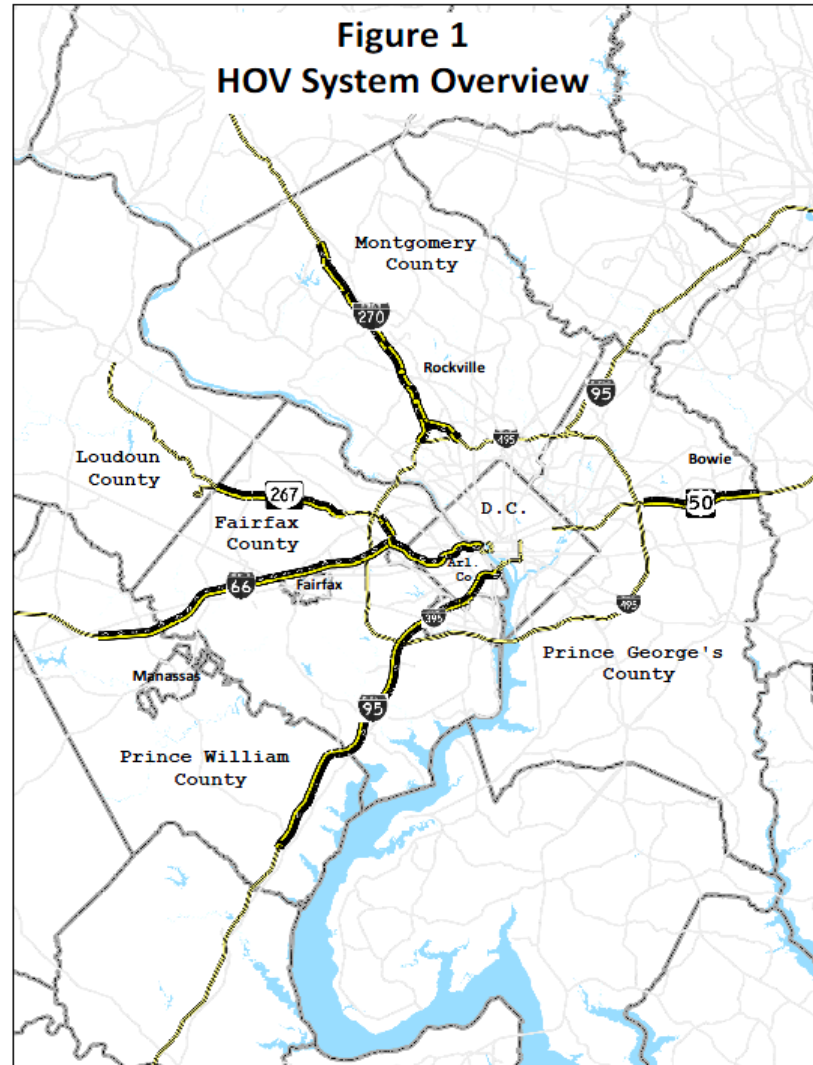 Figure 1
HOV System Overview
Montgomery
County
270
Rockville
95
495
Bowie
Loudoun
County
267
50
D.C.
Fairfax
County
Arl.
Co.
66
Fairfax
395
495
Prince George's
County
Manassas
95
Prince William
County